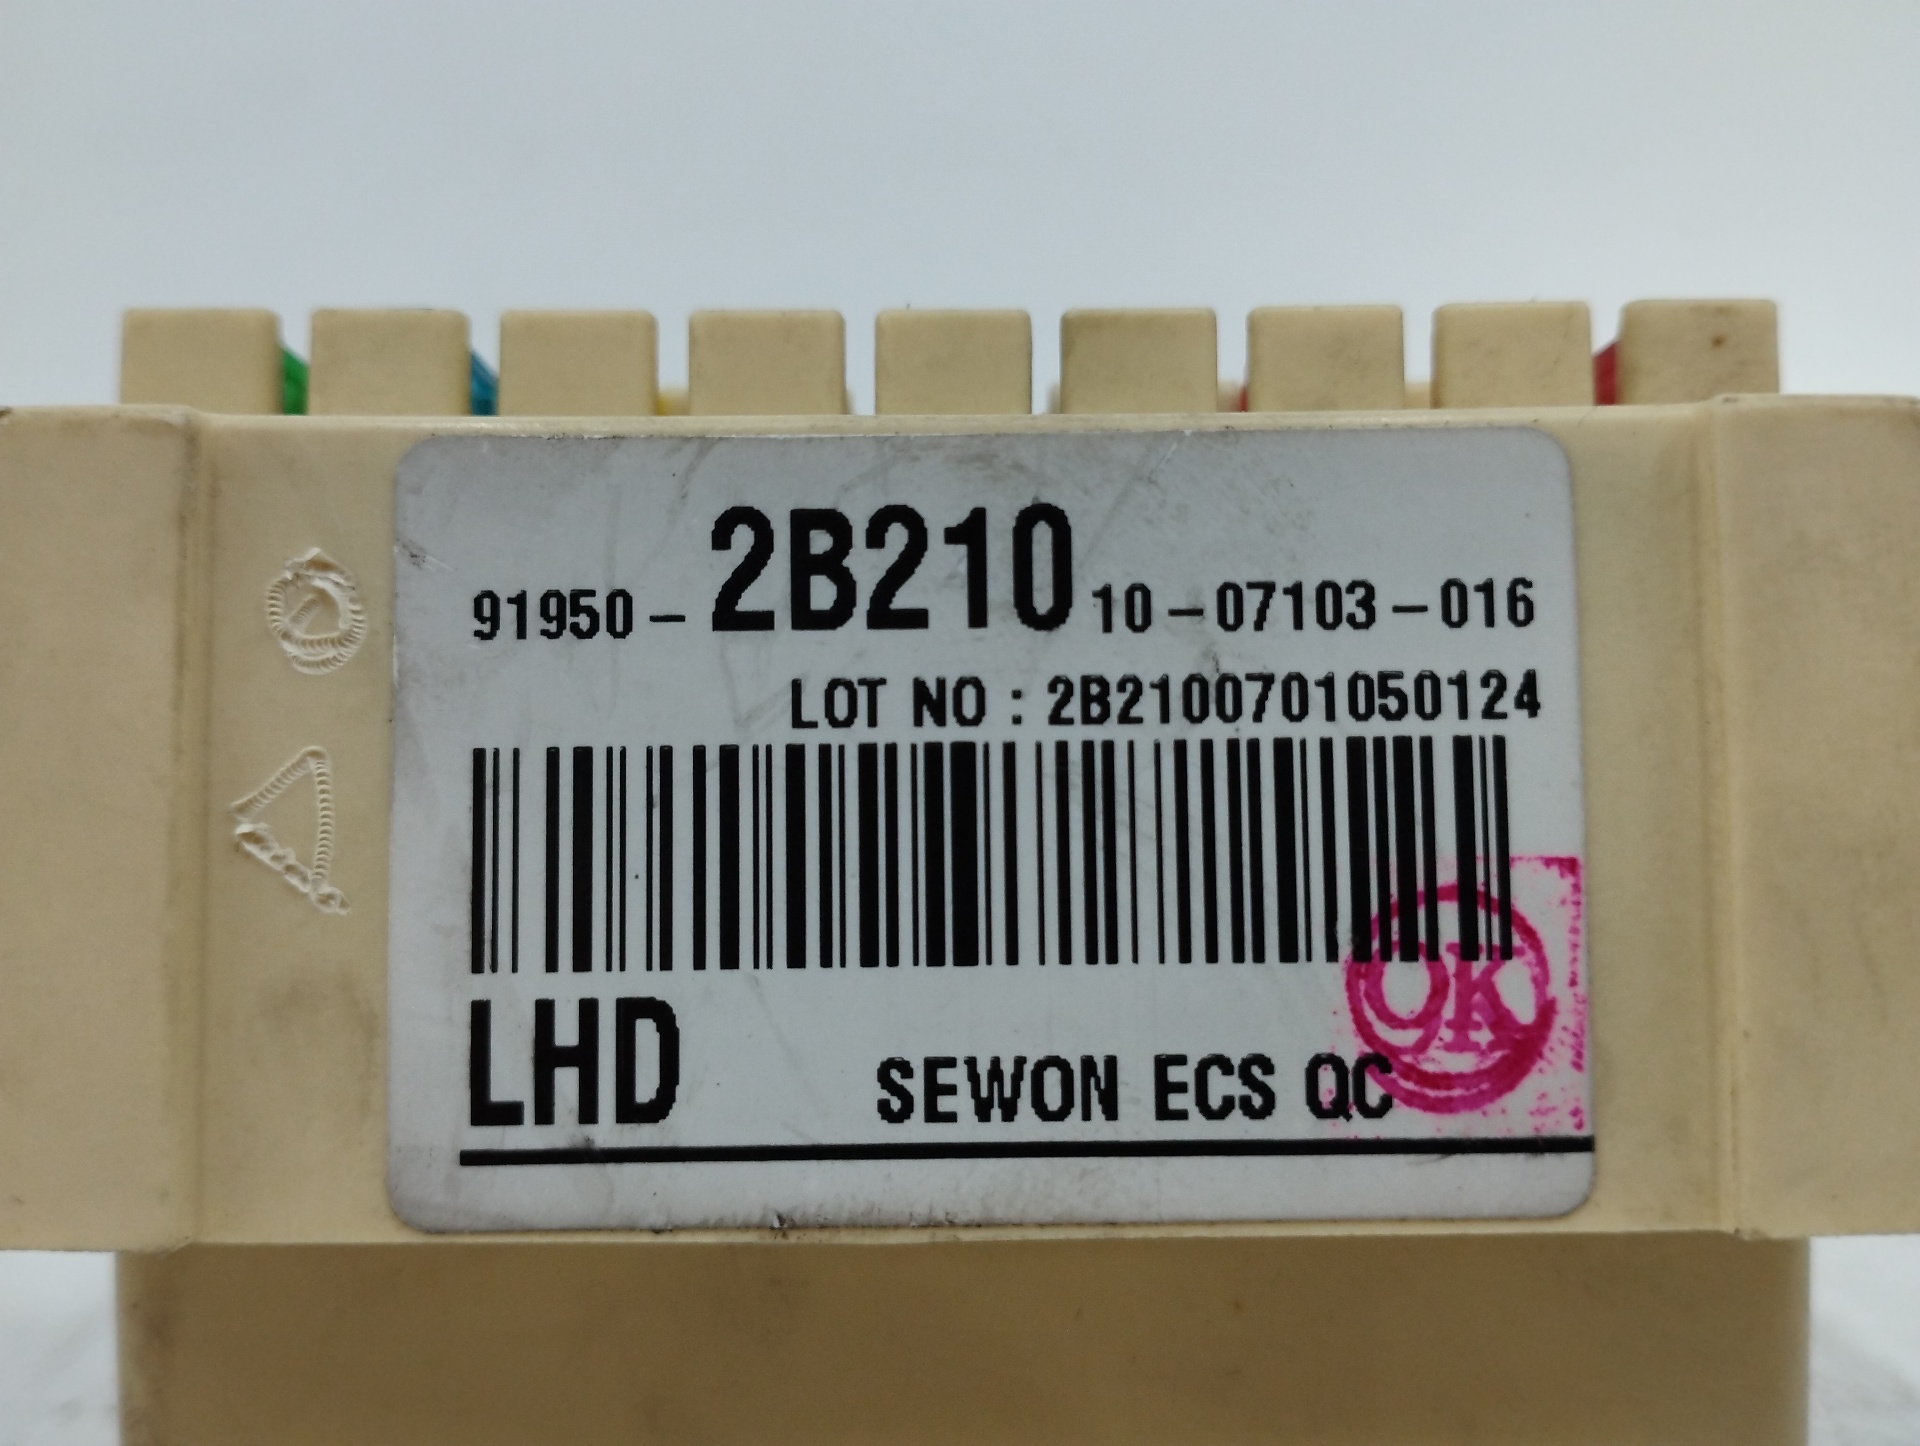 91950-2B210 10-07103-016
LOT NO : 2B2100701050124
LHD SEWON ECS QC
OK